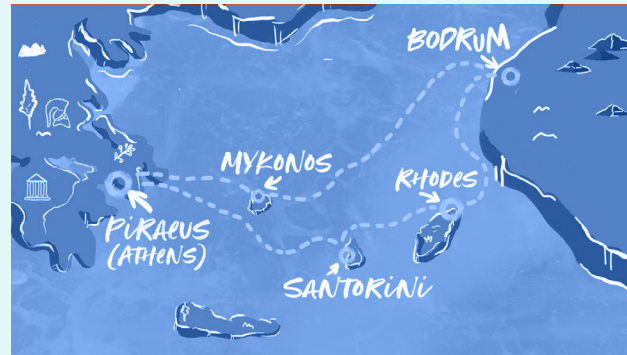 BODRUM
MYKONOS
RHODES
PIRAEUS
(ATHENS)
SANTORINI